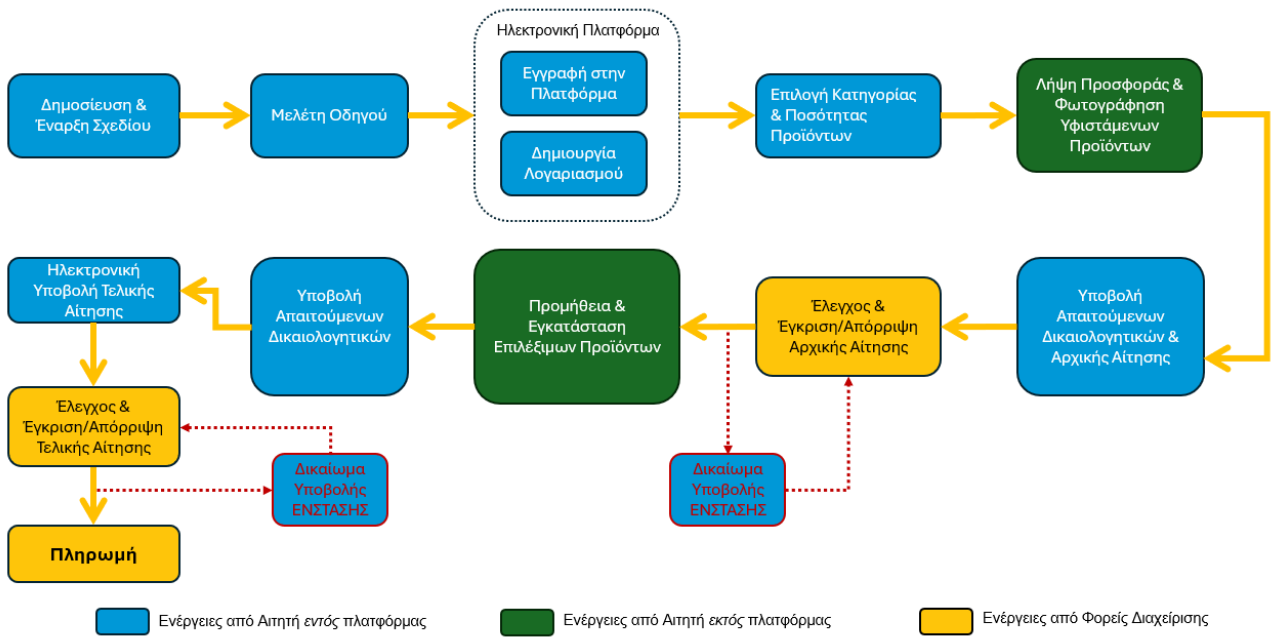 Ηλεκτρονική Πλατφόρμα
Δημοσίευση &
Έναρξη Σχεδίου
Μελέτη Οδηγού
Εγγραφή στην
Πλατφόρμα
Δημιουργία
Λογαριασμού
Επιλογή Κατηγορίας
& Ποσότητας
Προϊόντων
Λήψη Προσφοράς &
Φωτογράφηση
Υφιστάμενων
Προϊόντων
Υποβολή
Απαιτούμενων
Δικαιολογητικών &
Αρχικής Αίτησης
Έλεγχος &
Έγκριση/Απόρριψη
Αρχικής Αίτησης
Δικαίωμα
Υποβολής
ΕΝΣΤΑΣΗΣ
Προμήθεια &
Εγκατάσταση
Επιλέξιμων Προϊόντων
Υποβολή
Απαιτούμενων
Δικαιολογητικών
Ηλεκτρονική
Υποβολή Τελικής
Αίτησης
Έλεγχος &
Έγκριση/Απόρριψη
Τελικής Αίτησης
Δικαίωμα
Υποβολής
ΕΝΣΤΑΣΗΣ
Πληρωμή
Ενέργειες από Αιτητή εντός πλατφόρμας
Ενέργειες από Αιτητή εκτός πλατφόρμας
Ενέργειες από Φορείς Διαχείρισης